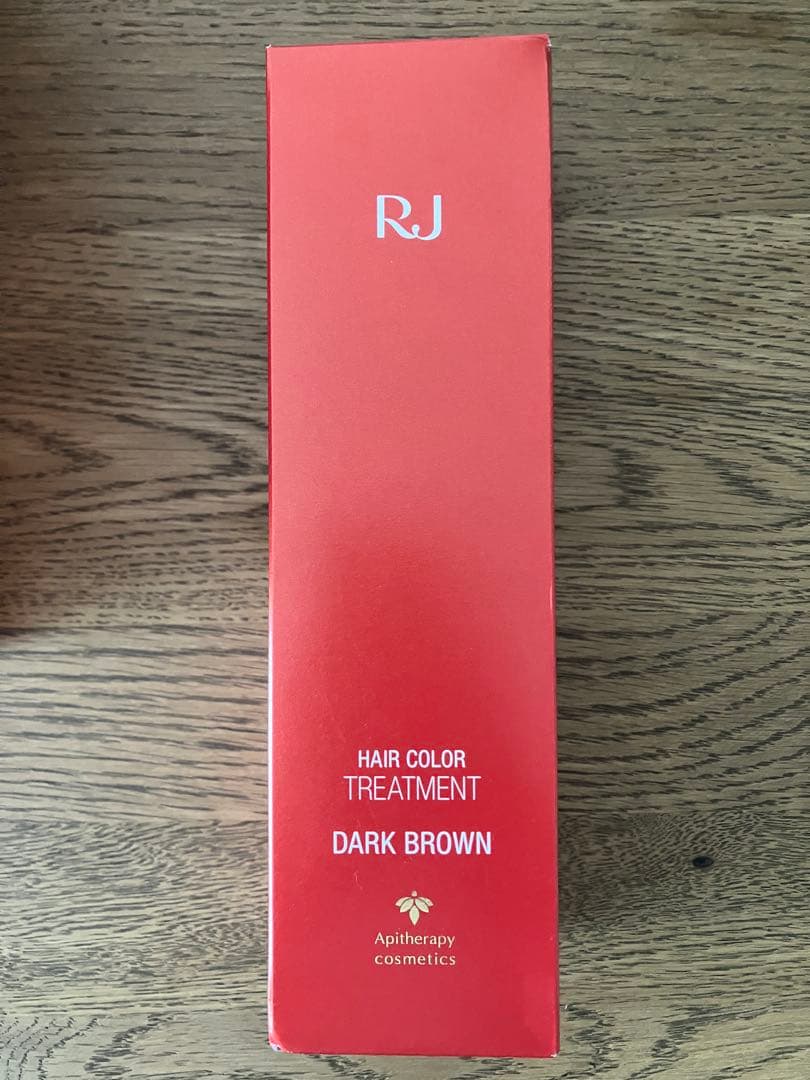 RJ
HAIR COLOR
TREATMENT
DARK BROWN
Apitherapy
cosmetics